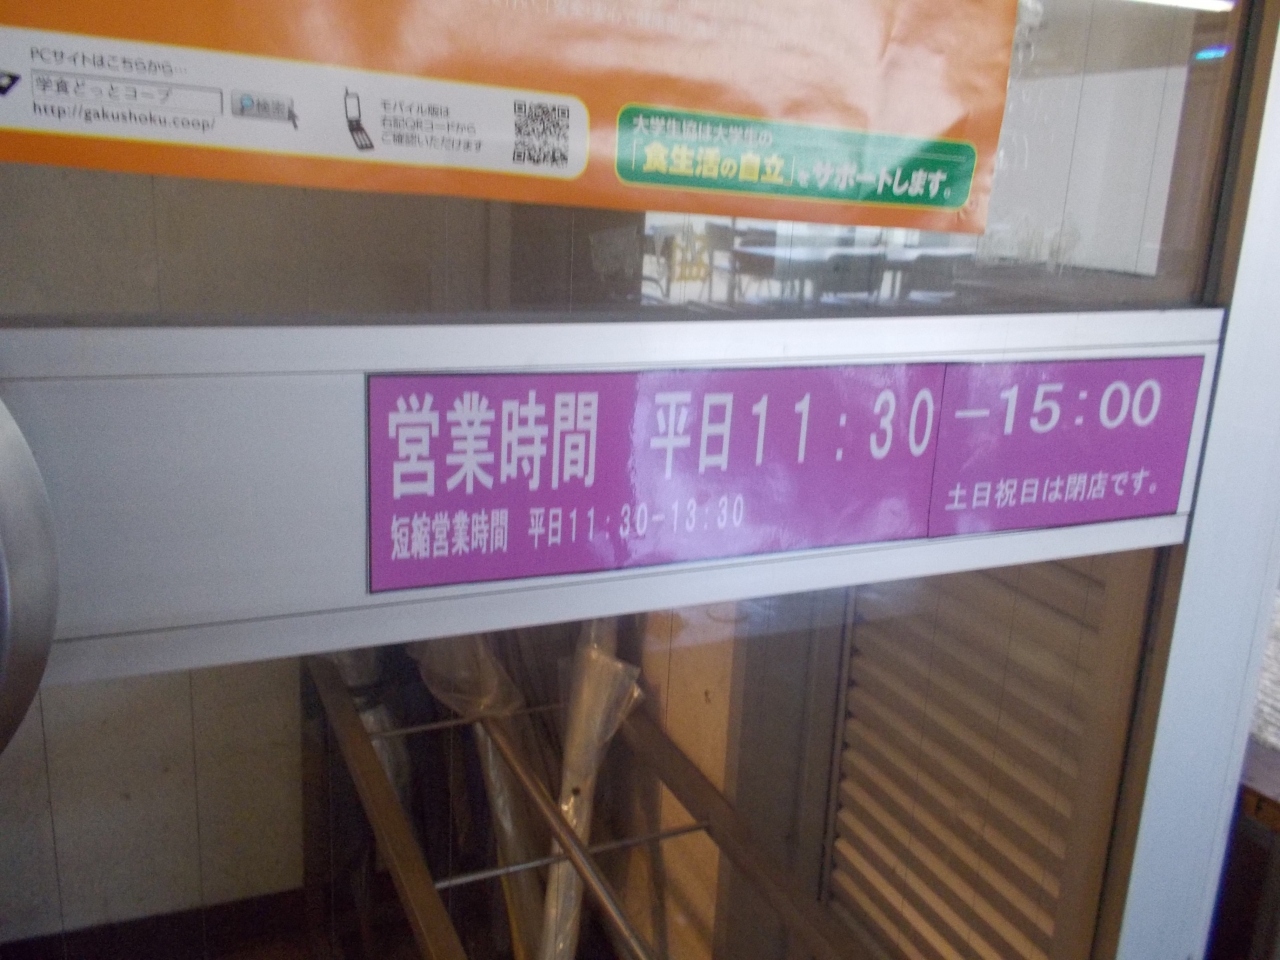 PCサイトはこちらから…
学食どっとコープ
検索
http://gakushoku.coop/
モバイル版は
右記QRコードから
ご確認いただけます
大学生協は大学生の
「食生活の自立」をサポートします。
営業時間 平日11:30-15:00
短縮営業時間 平日11:30-13:30
土日祝日は閉店です。